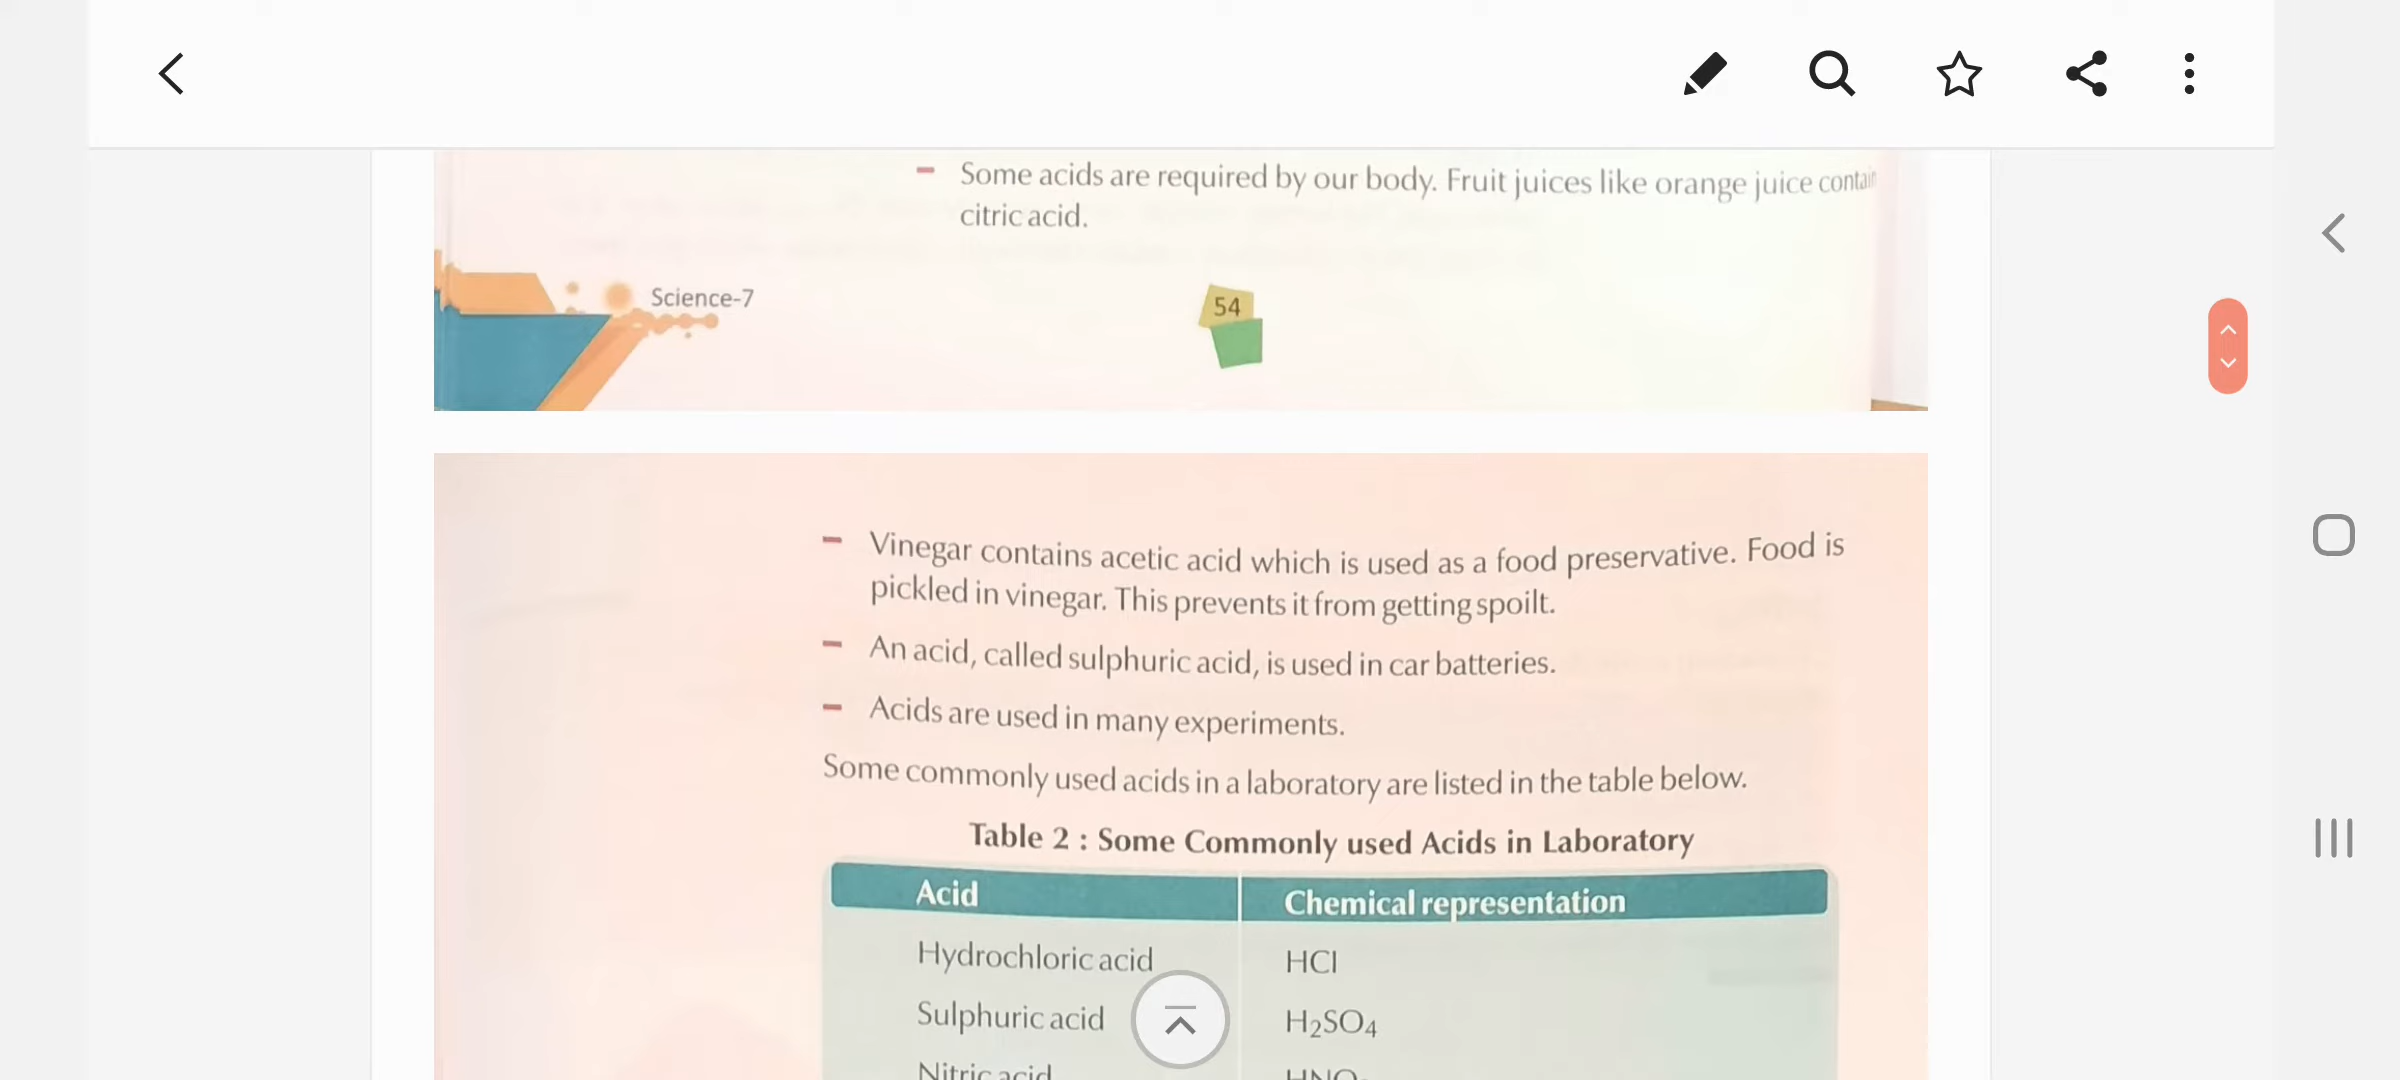 Some acids are required by our body. Fruit juices like orange juice contain
citric acid.
Science-7
54
Vinegar contains acetic acid which is used as a food preservative. Food is
pickled in vinegar. This prevents it from getting spoilt.
An acid, called sulphuric acid, is used in car batteries.
Acids are used in many experiments.
Some commonly used acids in a laboratory are listed in the table below.
Table 2 : Some Commonly used Acids in Laboratory
Acid Chemical representation
Hydrochloric acid HCl
Sulphuric acid H₂SO₄
Nitric acid